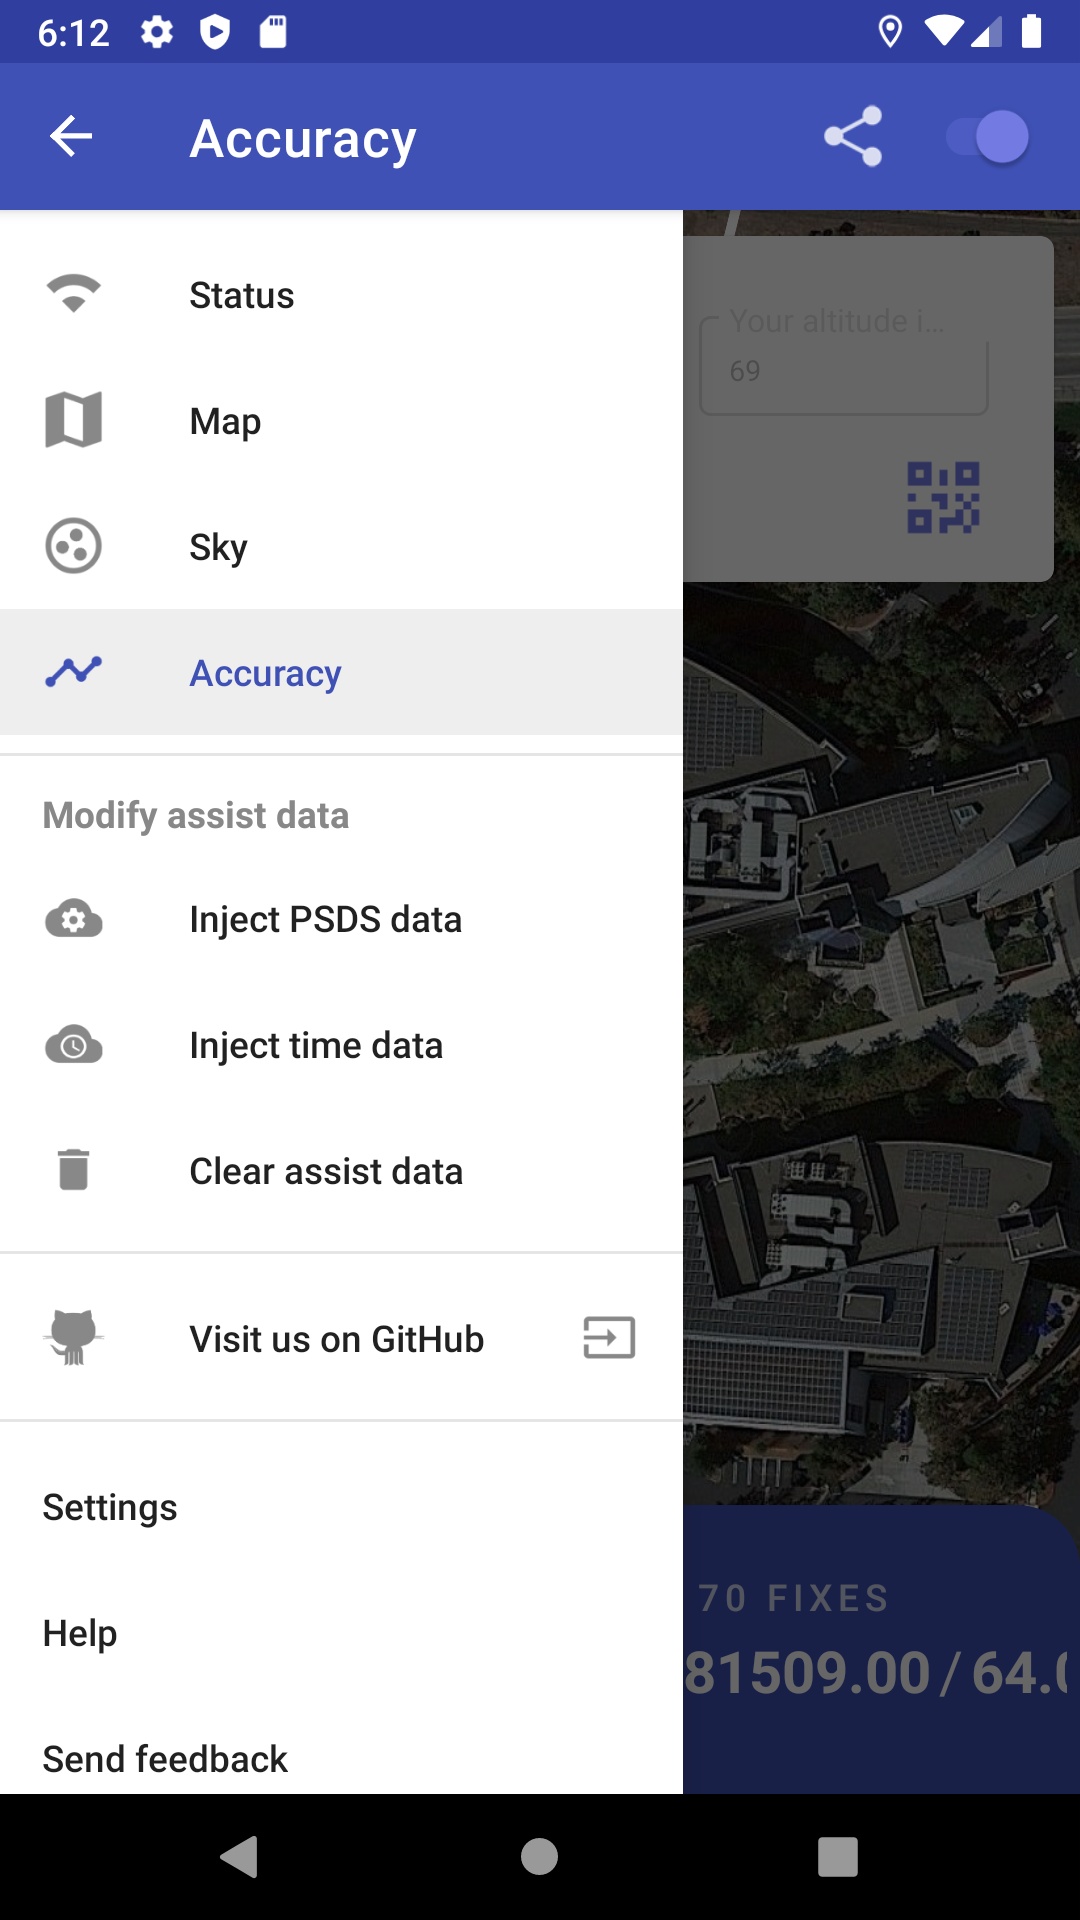 6:12
Accuracy
Status
Your altitude i...
69
Map
Sky
Accuracy
Modify assist data
Inject PSDS data
Inject time data
Clear assist data
Visit us on GitHub
Settings
70 FIXES
Help
81509.00 / 64.0
Send feedback